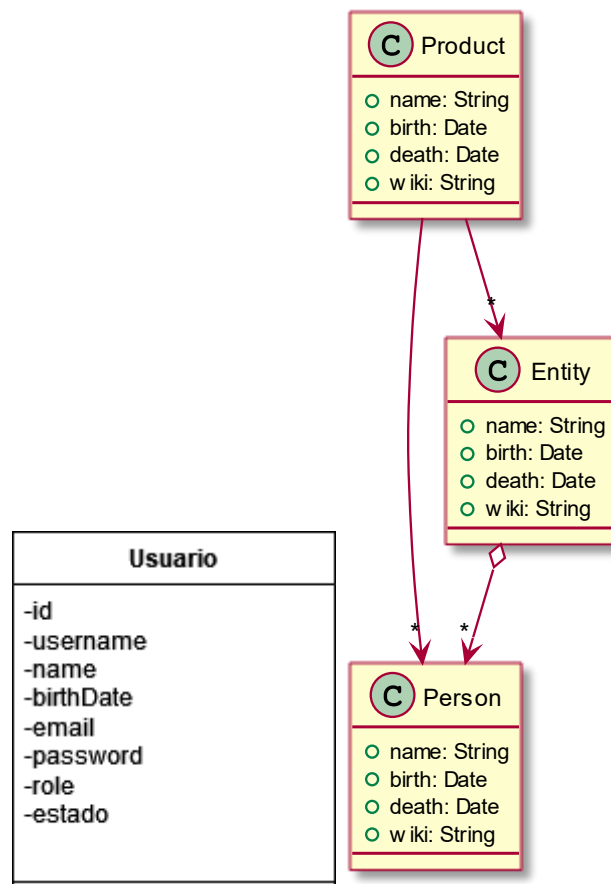 C Product
name: String
birth: Date
death: Date
wiki: String
*
C Entity
name: String
birth: Date
death: Date
wiki: String
* *
C Person
name: String
birth: Date
death: Date
wiki: String
Usuario
-id
-username
-name
-birthDate
-email
-password
-role
-estado